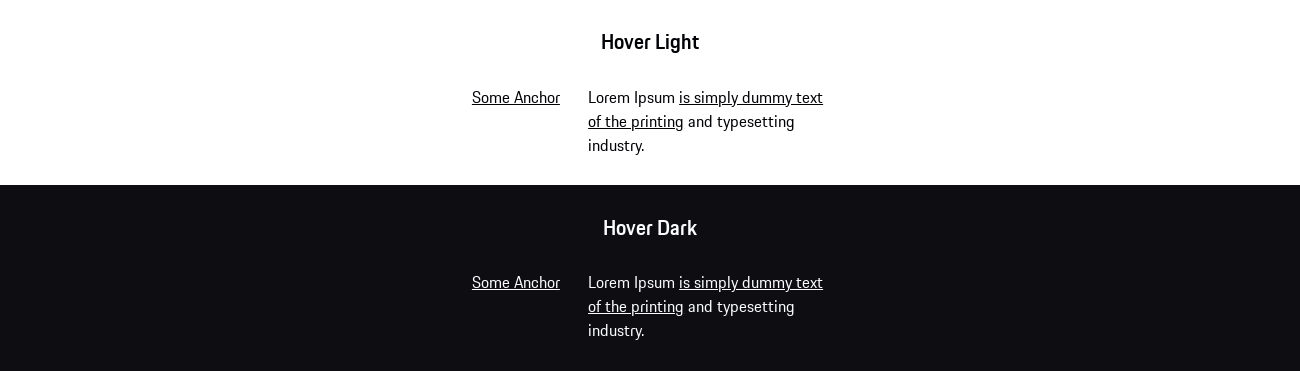 Hover Light
Some Anchor
Lorem Ipsum is simply dummy text
of the printing and typesetting
industry.
Hover Dark
Some Anchor
Lorem Ipsum is simply dummy text
of the printing and typesetting
industry.